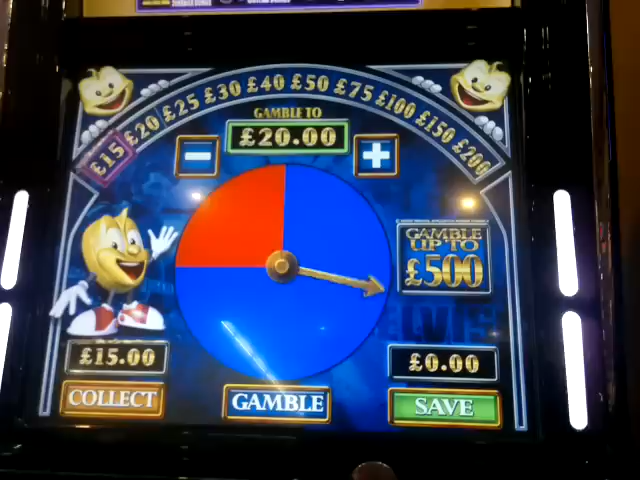 £15 £20 £25 £30 £40 £50 £75 £100 £150 £200
GAMBLE TO
£20.00
− +
GAMBLE
UP TO
£500
ELVIS
£15.00
£0.00
COLLECT
GAMBLE
SAVE